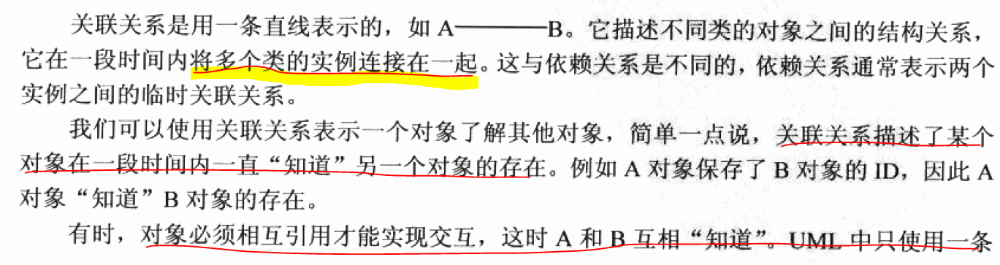 关联关系是用一条直线表示的，如 A————B。它描述不同类的对象之间的结构关系，
它在一段时间内将多个类的实例连接在一起。这与依赖关系是不同的，依赖关系通常表示两个
实例之间的临时关联关系。
我们可以使用关联关系表示一个对象了解其他对象，简单一点说，关联关系描述了某个
对象在一段时间内一直“知道”另一个对象的存在。例如 A 对象保存了 B 对象的 ID，因此 A
对象“知道”B 对象的存在。
有时，对象必须相互引用才能实现交互，这时 A 和 B 互相“知道”。UML 中只使用一条